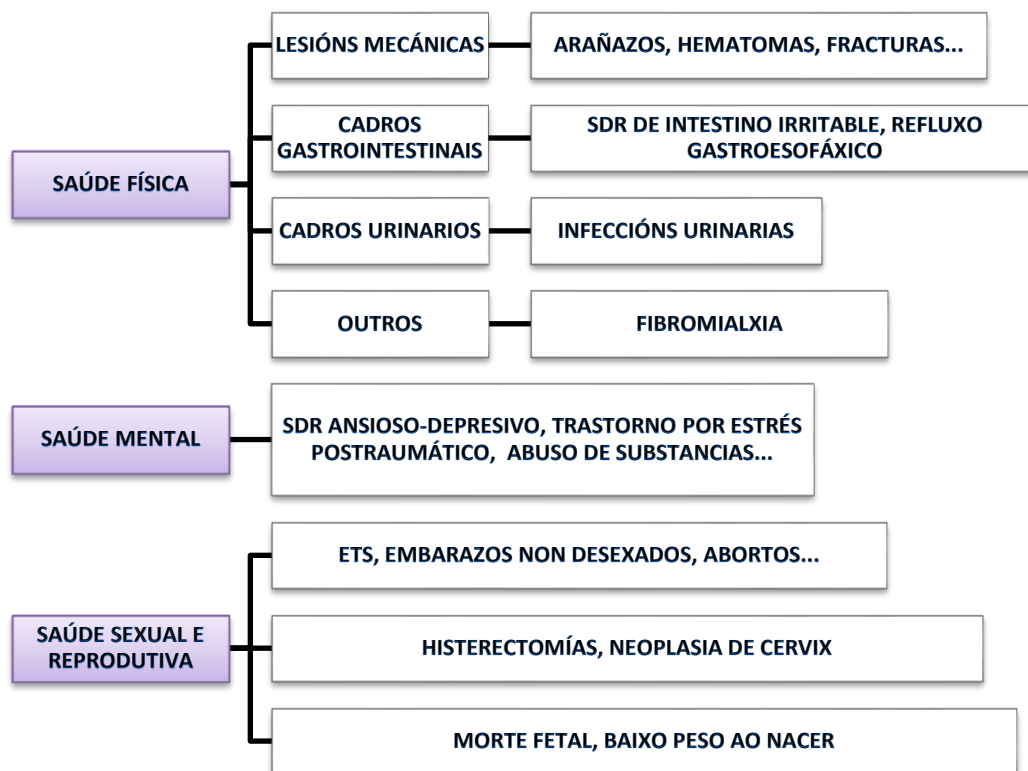 LESIÓNS MECÁNICAS
ARAÑAZOS, HEMATOMAS, FRACTURAS...
CADROS
GASTROINTESTINAIS
SDR DE INTESTINO IRRITABLE, REFLUXO
GASTROESOFÁXICO
SAÚDE FÍSICA
CADROS URINARIOS
INFECCIÓNS URINARIAS
OUTROS
FIBROMIALXIA
SAÚDE MENTAL
SDR ANSIOSO-DEPRESIVO, TRASTORNO POR ESTRÉS
POSTRAUMÁTICO, ABUSO DE SUBSTANCIAS...
SAÚDE SEXUAL E
REPRODUTIVA
ETS, EMBARAZOS NON DESEXADOS, ABORTOS...
HISTERECTOMÍAS, NEOPLASIA DE CERVIX
MORTE FETAL, BAIXO PESO AO NACER